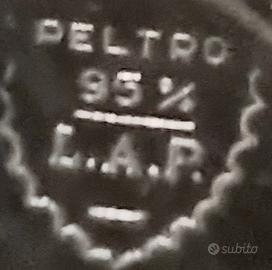 PELTRO
95%
L.A.P.
subito